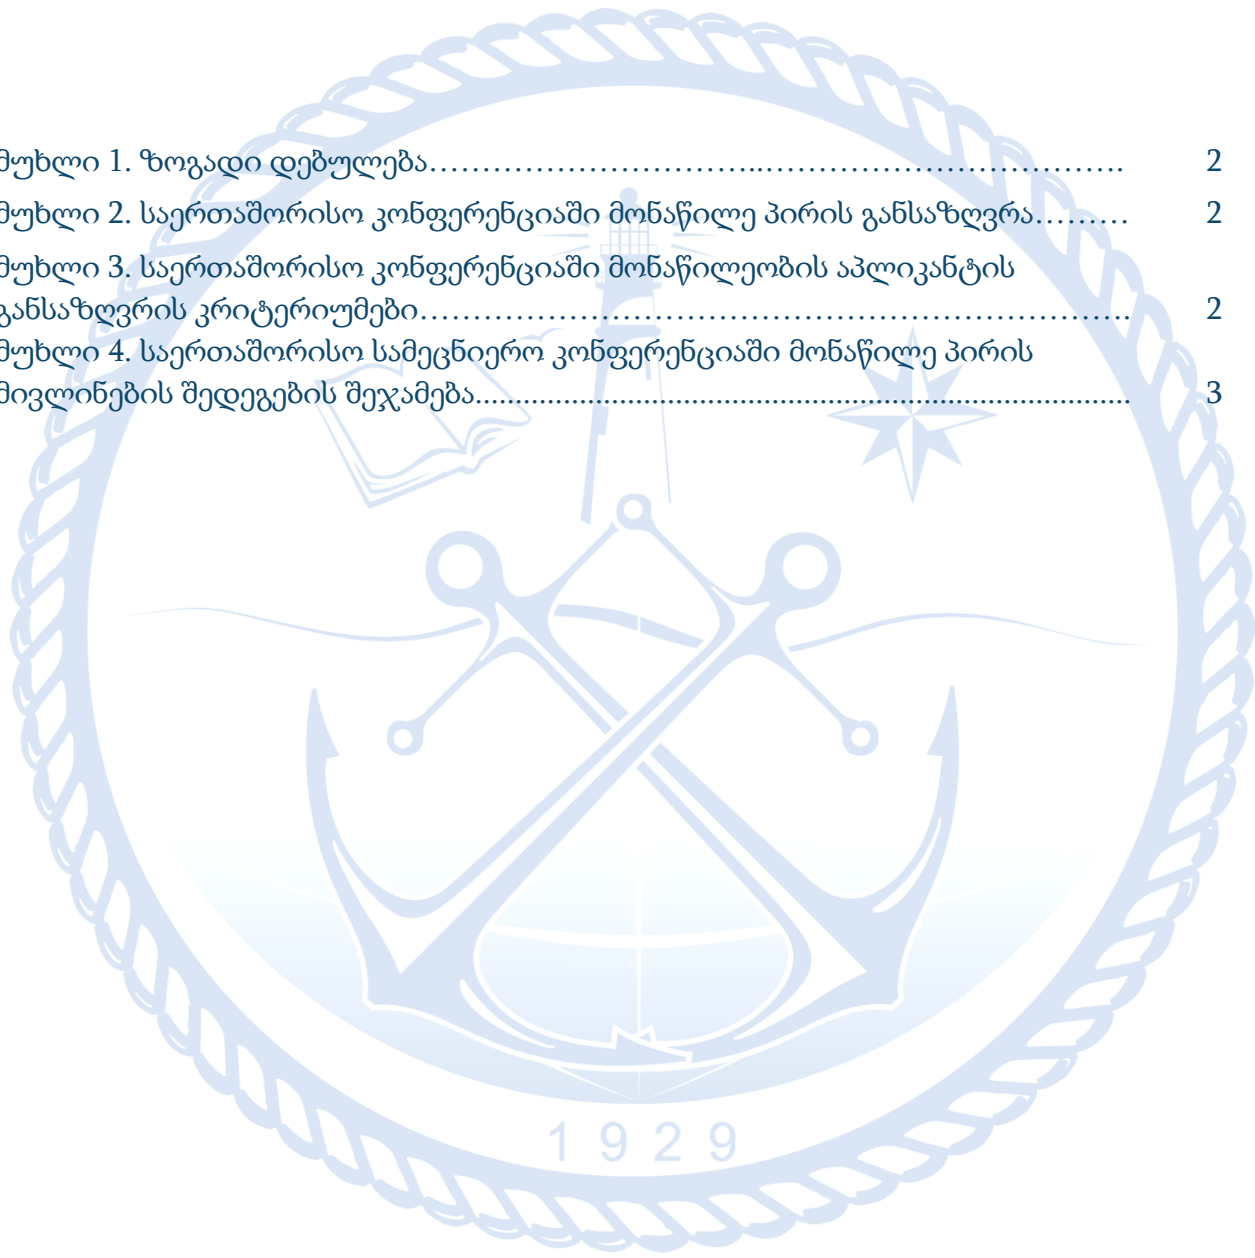 მუხლი 1. ზოგადი დებულება……………………………..………………………………. 2
მუხლი 2. საერთაშორისო კონფერენციაში მონაწილე პირის განსაზღვრა……… 2
მუხლი 3. საერთაშორისო კონფერენციაში მონაწილეობის აპლიკანტის
განსაზღვრის კრიტერიუმები……………………………………………………………….. 2
მუხლი 4. საერთაშორისო სამეცნიერო კონფერენციაში მონაწილე პირის
მივლინების შედეგების შეჯამება................................................................................... 3
1929